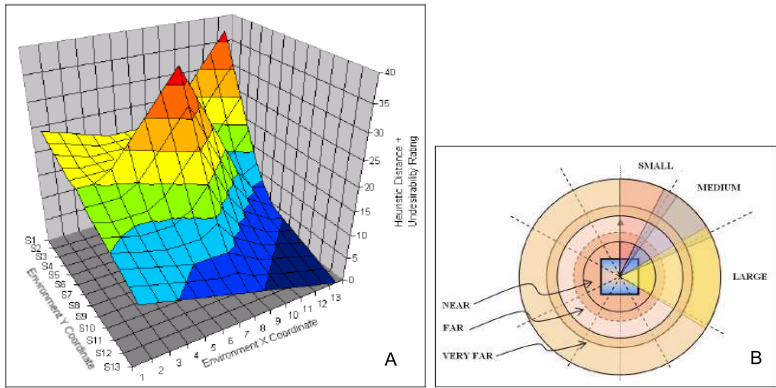 40
35
30
25
20
15
10
5
0
Heuristic Distance +
Undesirability Rating
S1
S2
S3
S4
S5
S6
S7
S8
S9
S10
S11
S12
S13
Environment Y Coordinate
1
2
3
4
5
6
7
8
9
10
11
12
13
Environment X Coordinate
A
SMALL
MEDIUM
LARGE
NEAR
FAR
VERY FAR
B